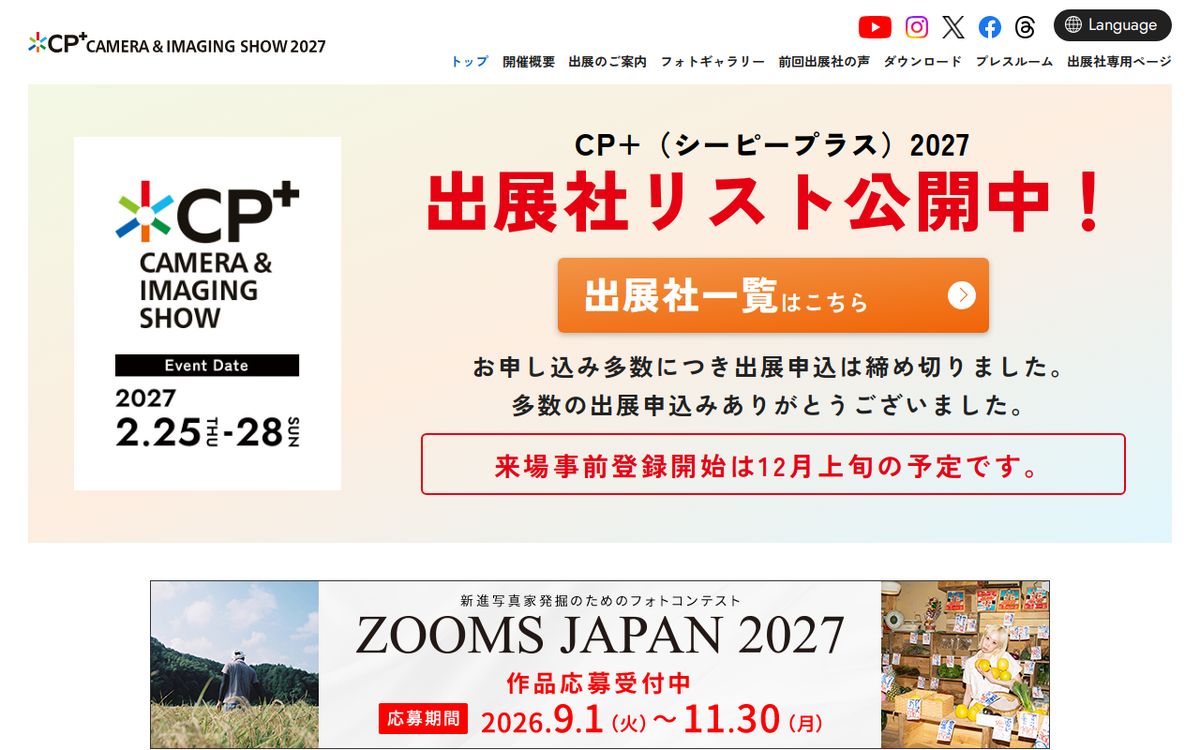 CP+ CAMERA & IMAGING SHOW 2027
Language
トップ 開催概要 出展のご案内 フォトギャラリー 前回出展社の声 ダウンロード プレスルーム 出展社専用ページ
CP+
CAMERA &
IMAGING
SHOW
Event Date
2027
2.25 THU - 28 SUN
CP＋（シーピープラス）2027
出展社リスト公開中！
出展社一覧はこちら
お申し込み多数につき出展申込は締め切りました。
多数の出展申込みありがとうございました。
来場事前登録開始は12月上旬の予定です。
新進写真家発掘のためのフォトコンテスト
ZOOMS JAPAN 2027
作品応募受付中
応募期間 2026.9.1（火）～11.30（月）